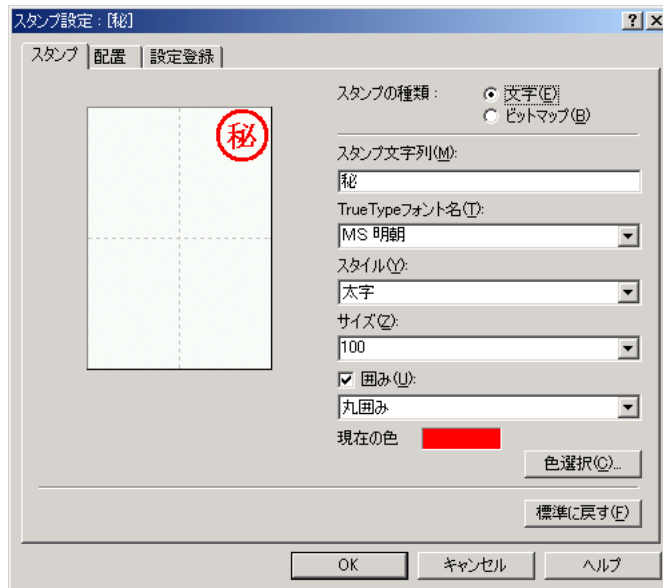 スタンプ設定 : [秘]
スタンプ 配置 設定登録
秘
スタンプの種類 :
文字(E)
ビットマップ(B)
スタンプ文字列(M):
秘
TrueTypeフォント名(T):
MS 明朝
スタイル(Y):
太字
サイズ(Z):
100
囲み(U):
丸囲み
現在の色
色選択(C)...
標準に戻す(F)
OK キャンセル ヘルプ